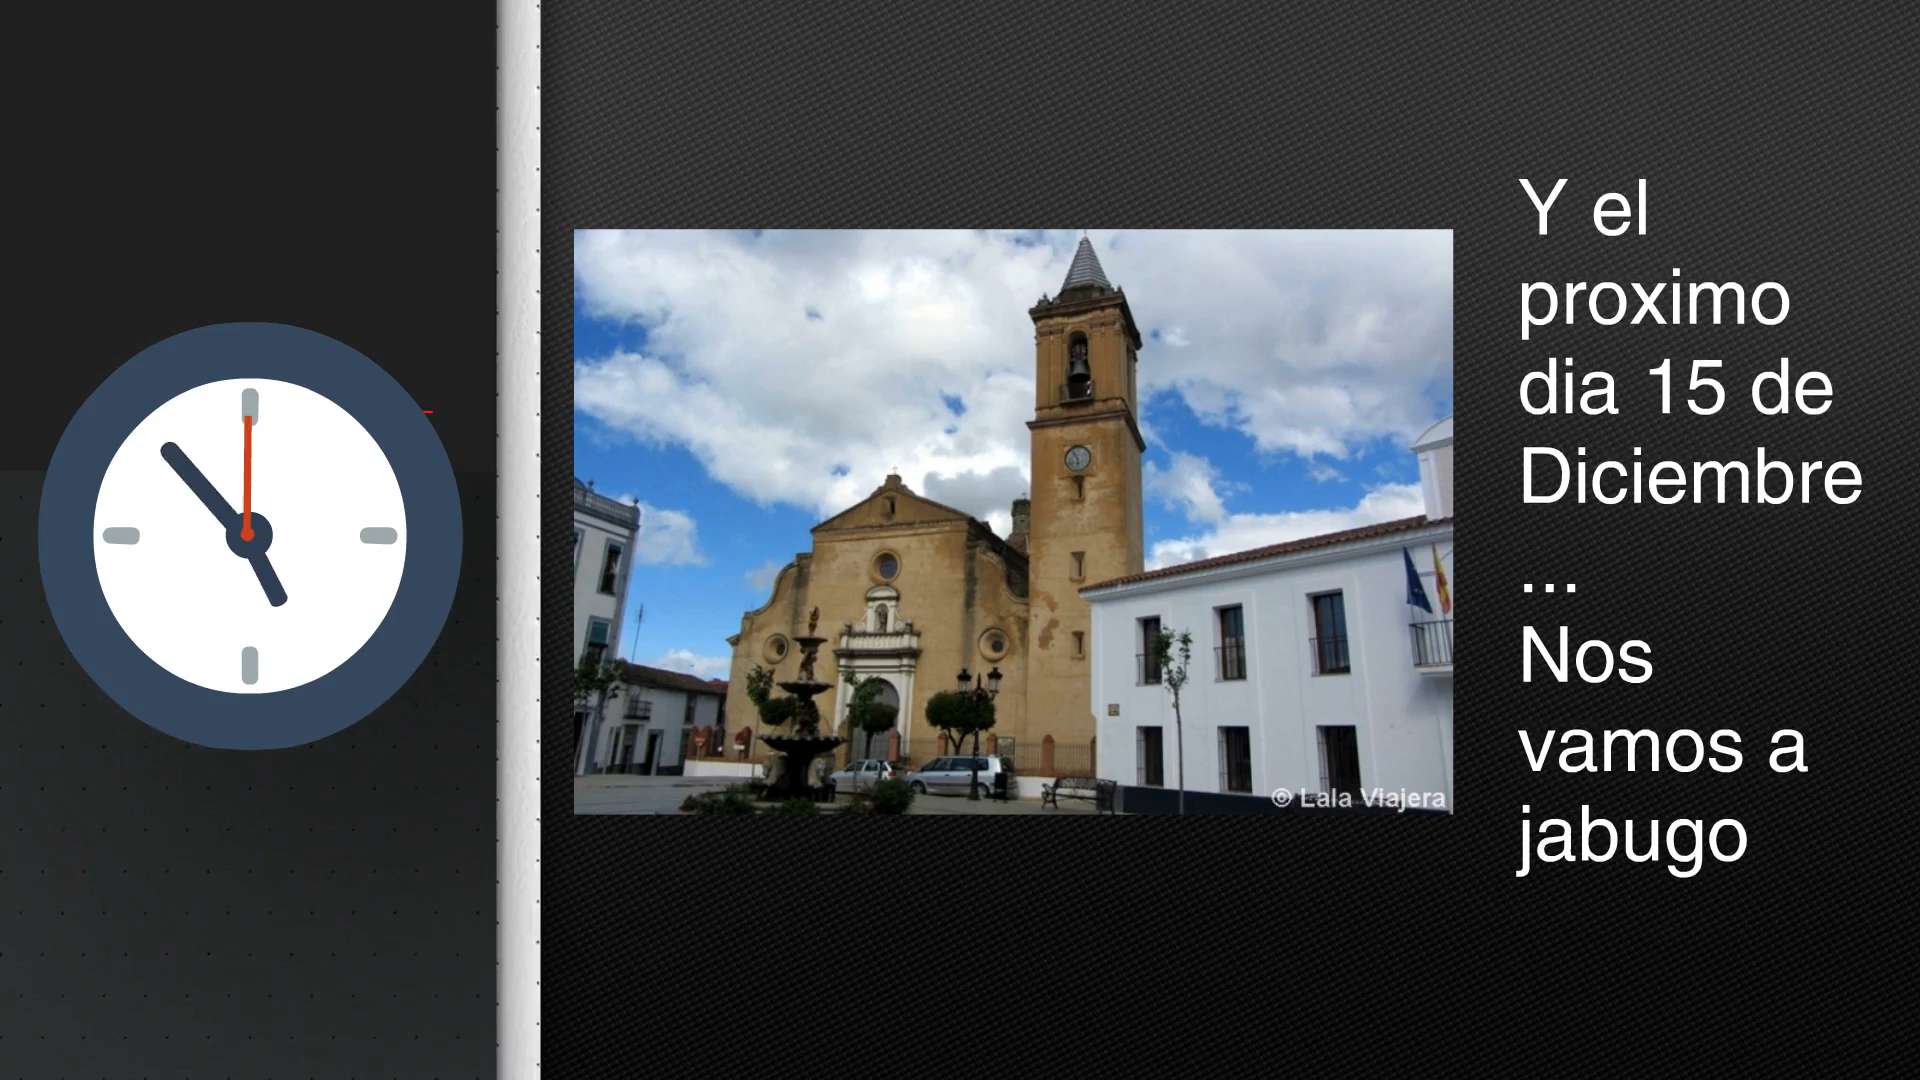 Y el
proximo
dia 15 de
Diciembre
...
Nos
vamos a
jabugo
© Lala Viajera